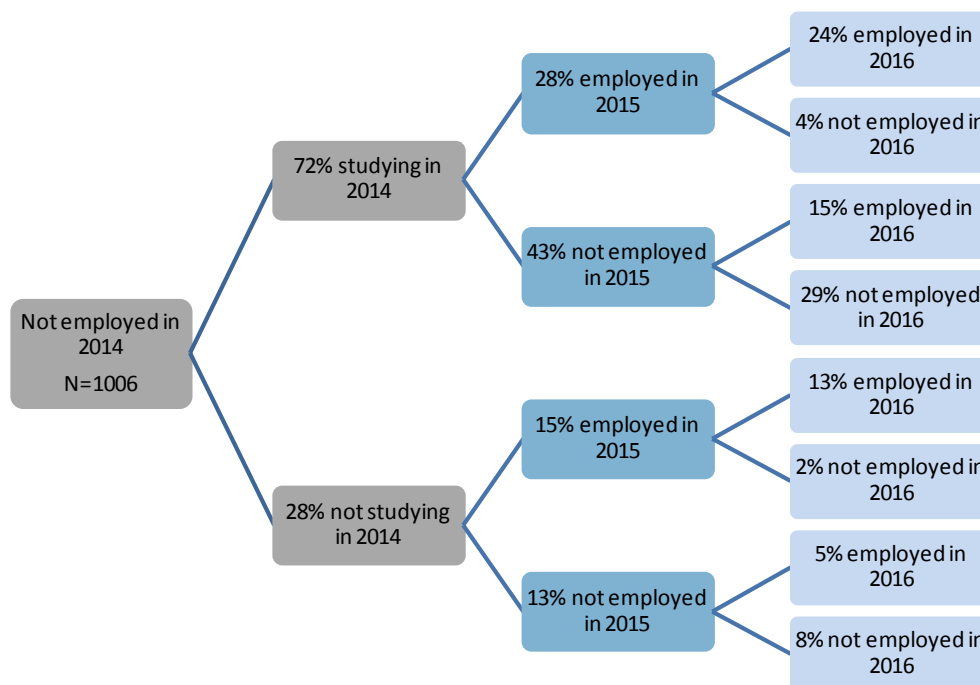 24% employed in
2016
28% employed in
2015
4% not employed in
2016
72% studying in
2014
15% employed in
2016
43% not employed
in 2015
29% not employed
in 2016
Not employed in
2014
N=1006
13% employed in
2016
15% employed in
2015
2% not employed in
2016
28% not studying
in 2014
5% employed in
2016
13% not employed
in 2015
8% not employed in
2016